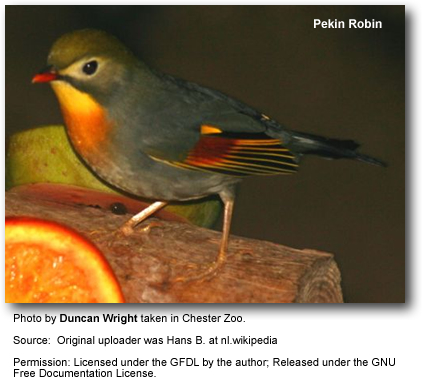 Pekin Robin
Photo by Duncan Wright taken in Chester Zoo.
Source:  Original uploader was Hans B. at nl.wikipedia
Permission: Licensed under the GFDL by the author; Released under the GNU
Free Documentation License.